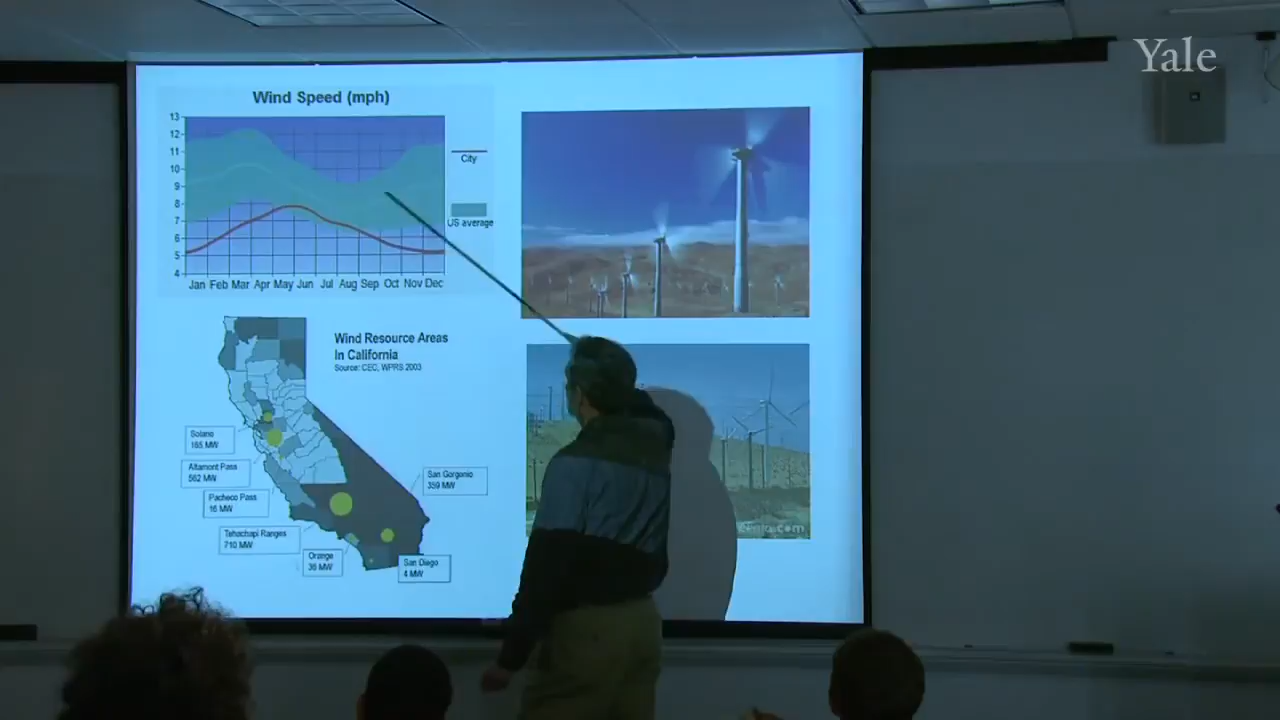 Yale
Wind Speed (mph)
13
12
11
10
9
8
7
6
5
4
City
US average
Jan Feb Mar Apr May Jun Jul Aug Sep Oct Nov Dec
Wind Resource Areas
In California
Source: CEC, WPRS 2003
Solano
165 MW
Altamont Pass
562 MW
Pacheco Pass
16 MW
Tehachapi Ranges
710 MW
Orange
36 MW
San Gorgonio
359 MW
San Diego
4 MW